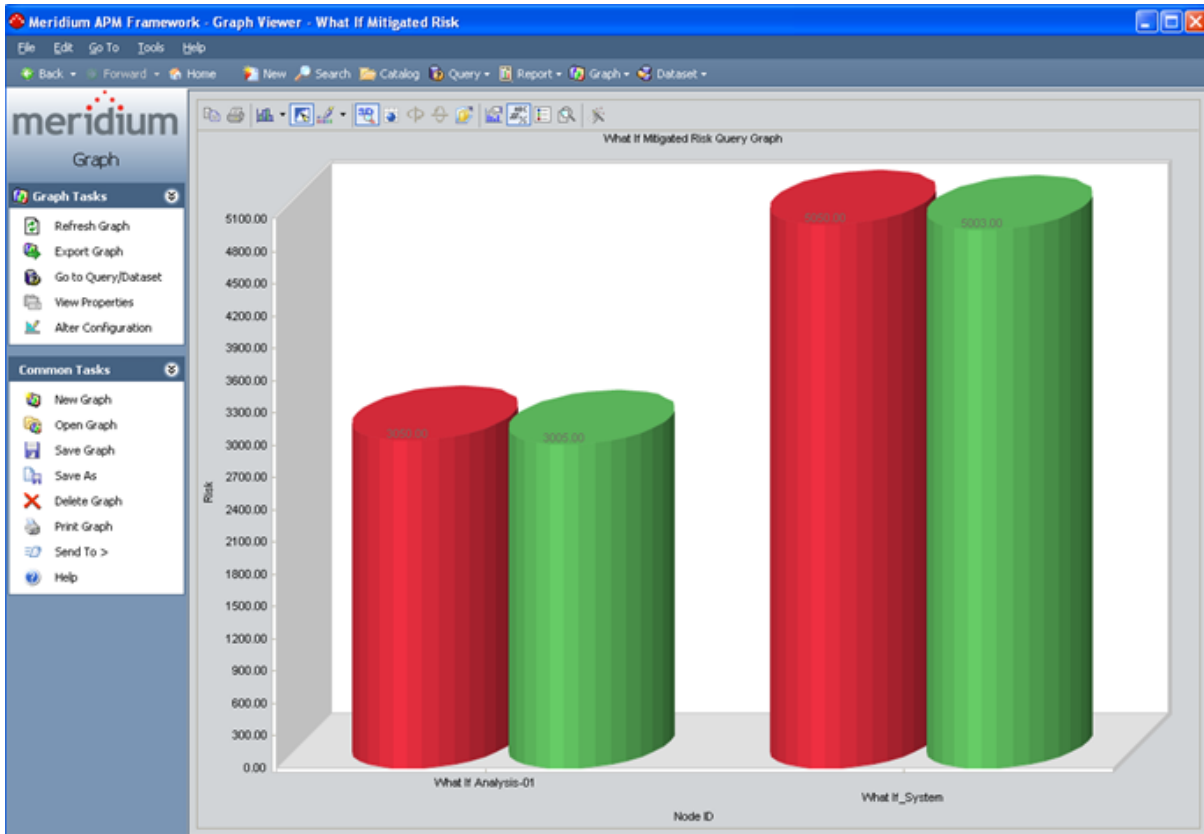 Meridium APM Framework - Graph Viewer - What If Mitigated Risk
File Edit Go To Tools Help
Back Forward Home New Search Catalog Query Report Graph Dataset
meridium
Graph
Graph Tasks
Refresh Graph
Export Graph
Go to Query/Dataset
View Properties
Alter Configuration
Common Tasks
New Graph
Open Graph
Save Graph
Save As
Delete Graph
Print Graph
Send To >
Help
What If Mitigated Risk Query Graph
5100.00
4800.00
4500.00
4200.00
3900.00
3600.00
3300.00
3000.00
2700.00
2400.00
2100.00
1800.00
1500.00
1200.00
900.00
600.00
300.00
0.00
Risk
3050.00
3005.00
5050.00
5003.00
What If Analysis-01
What If_System
Node ID